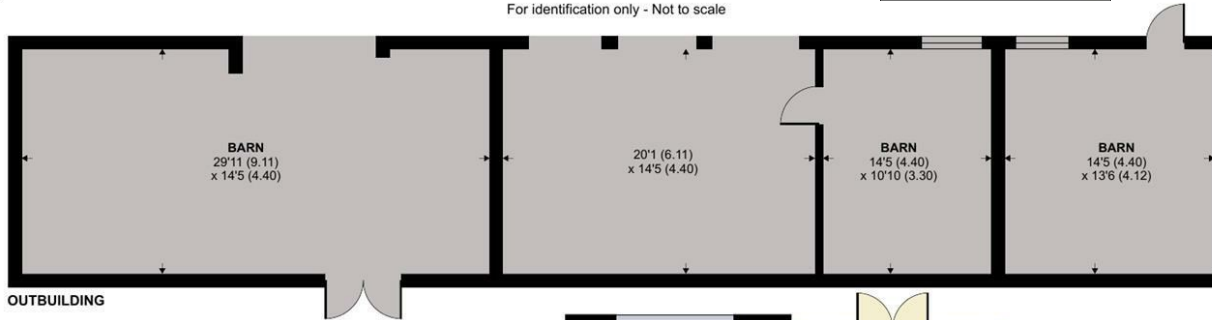 For identification only - Not to scale
BARN
29'11 (9.11)
x 14'5 (4.40)
20'1 (6.11)
x 14'5 (4.40)
BARN
14'5 (4.40)
x 10'10 (3.30)
BARN
14'5 (4.40)
x 13'6 (4.12)
OUTBUILDING